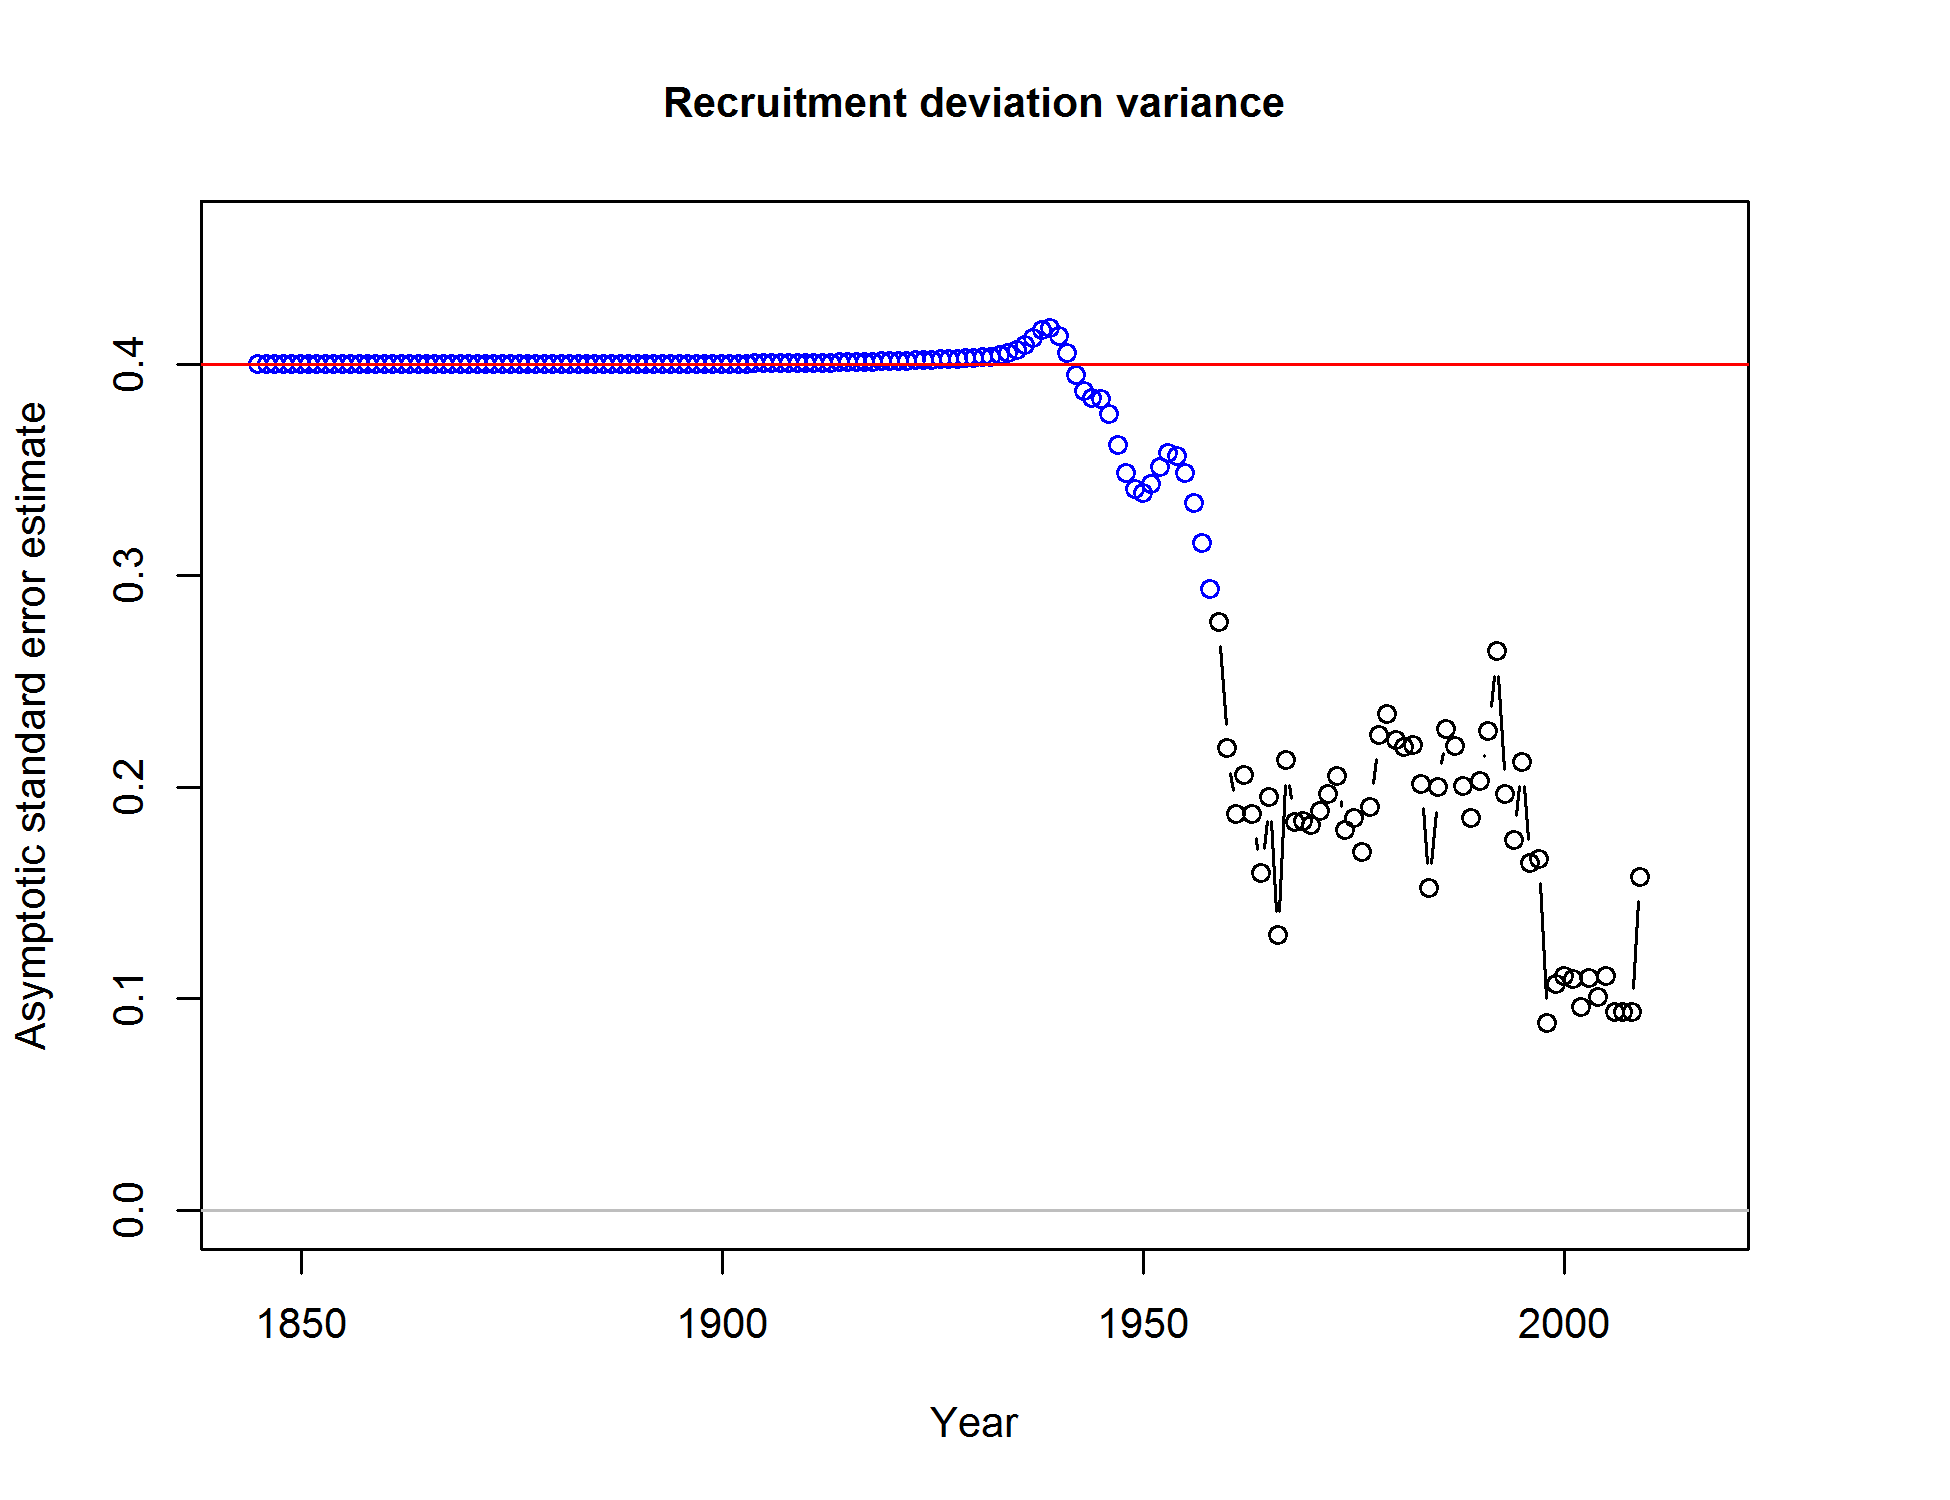 Recruitment deviation variance
Asymptotic standard error estimate
0.4
0.3
0.2
0.1
0.0
1850 1900 1950 2000
Year